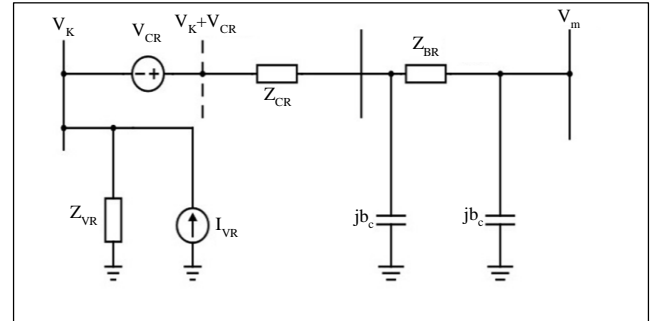 V_K
V_CR
V_K+V_CR
Z_CR
Z_BR
V_m
Z_VR
I_VR
jb_c
jb_c